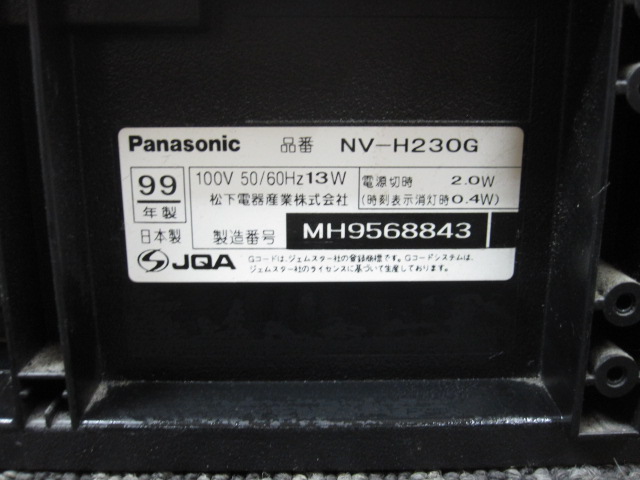 Panasonic 品番 NV-H230G
99年製
100V 50/60Hz 13W
松下電器産業株式会社
電源切時 2.0W
(時刻表示消灯時0.4W)
日本製 製造番号 MH9568843
JQA
Gコードは、ジェムスター社の登録商標です。Gコードシステムは、
ジェムスター社のライセンスに基づいて生産しております。